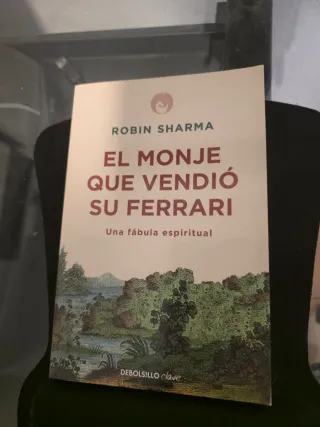 ROBIN SHARMA
EL MONJE
QUE VENDIÓ
SU FERRARI
Una fábula espiritual
DEBOLSILLO clave